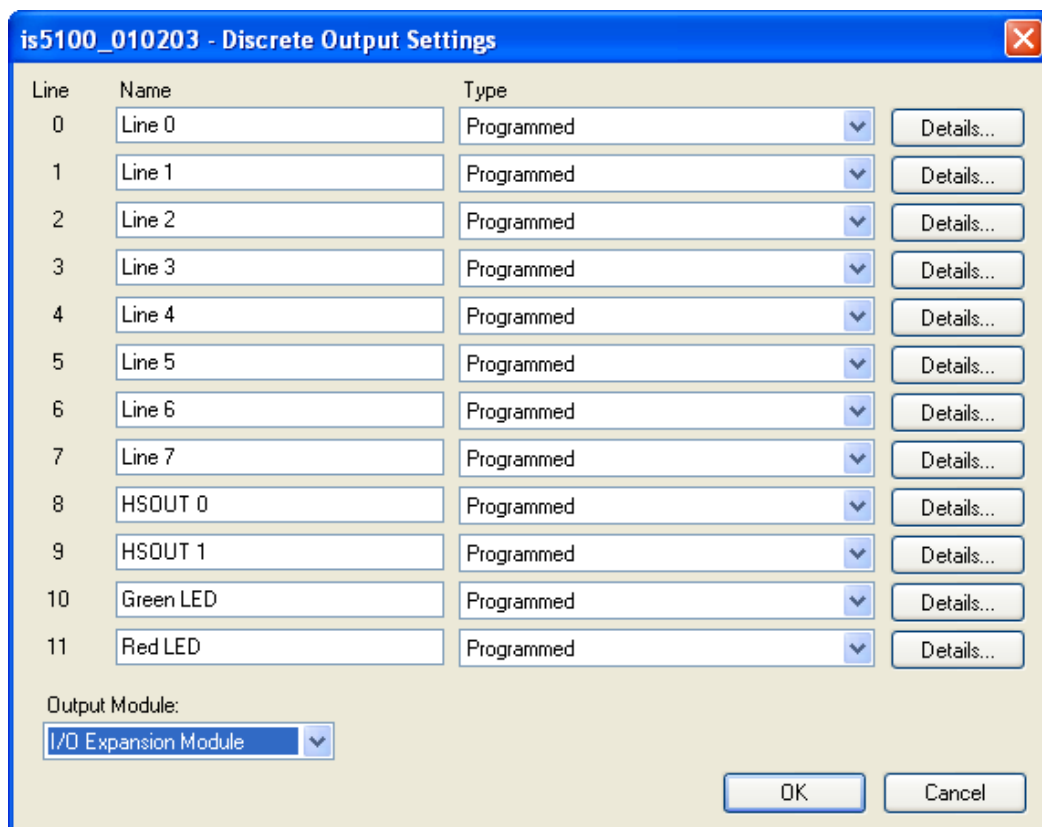 is5100_010203 - Discrete Output Settings
Line Name Type
0 Line 0 Programmed Details...
1 Line 1 Programmed Details...
2 Line 2 Programmed Details...
3 Line 3 Programmed Details...
4 Line 4 Programmed Details...
5 Line 5 Programmed Details...
6 Line 6 Programmed Details...
7 Line 7 Programmed Details...
8 HSOUT 0 Programmed Details...
9 HSOUT 1 Programmed Details...
10 Green LED Programmed Details...
11 Red LED Programmed Details...
Output Module:
I/O Expansion Module
OK Cancel